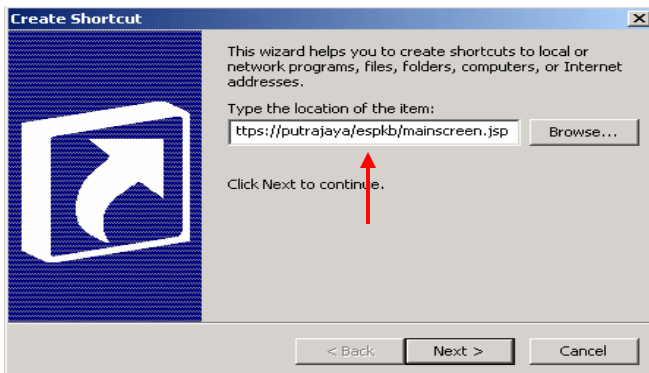 Create Shortcut
This wizard helps you to create shortcuts to local or
network programs, files, folders, computers, or Internet
addresses.
Type the location of the item:
ttps://putrajaya/espkb/mainscreen.jsp Browse...
Click Next to continue.
< Back Next > Cancel